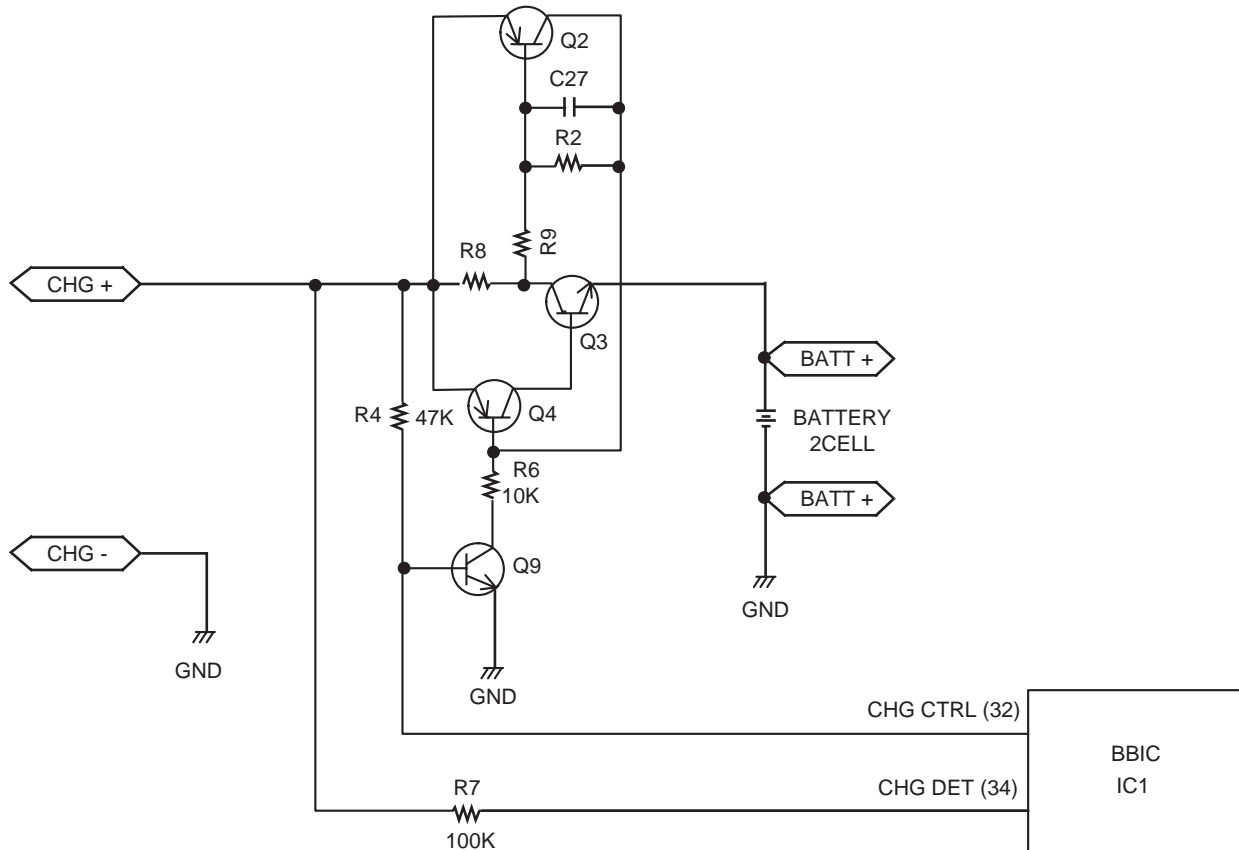 Q2
C27
R2
R9
R8
CHG +
Q3
BATT +
R4 47K
Q4
BATTERY
2CELL
R6
10K
BATT +
CHG -
Q9
GND
GND
GND
CHG CTRL (32)
BBIC
IC1
CHG DET (34)
R7
100K